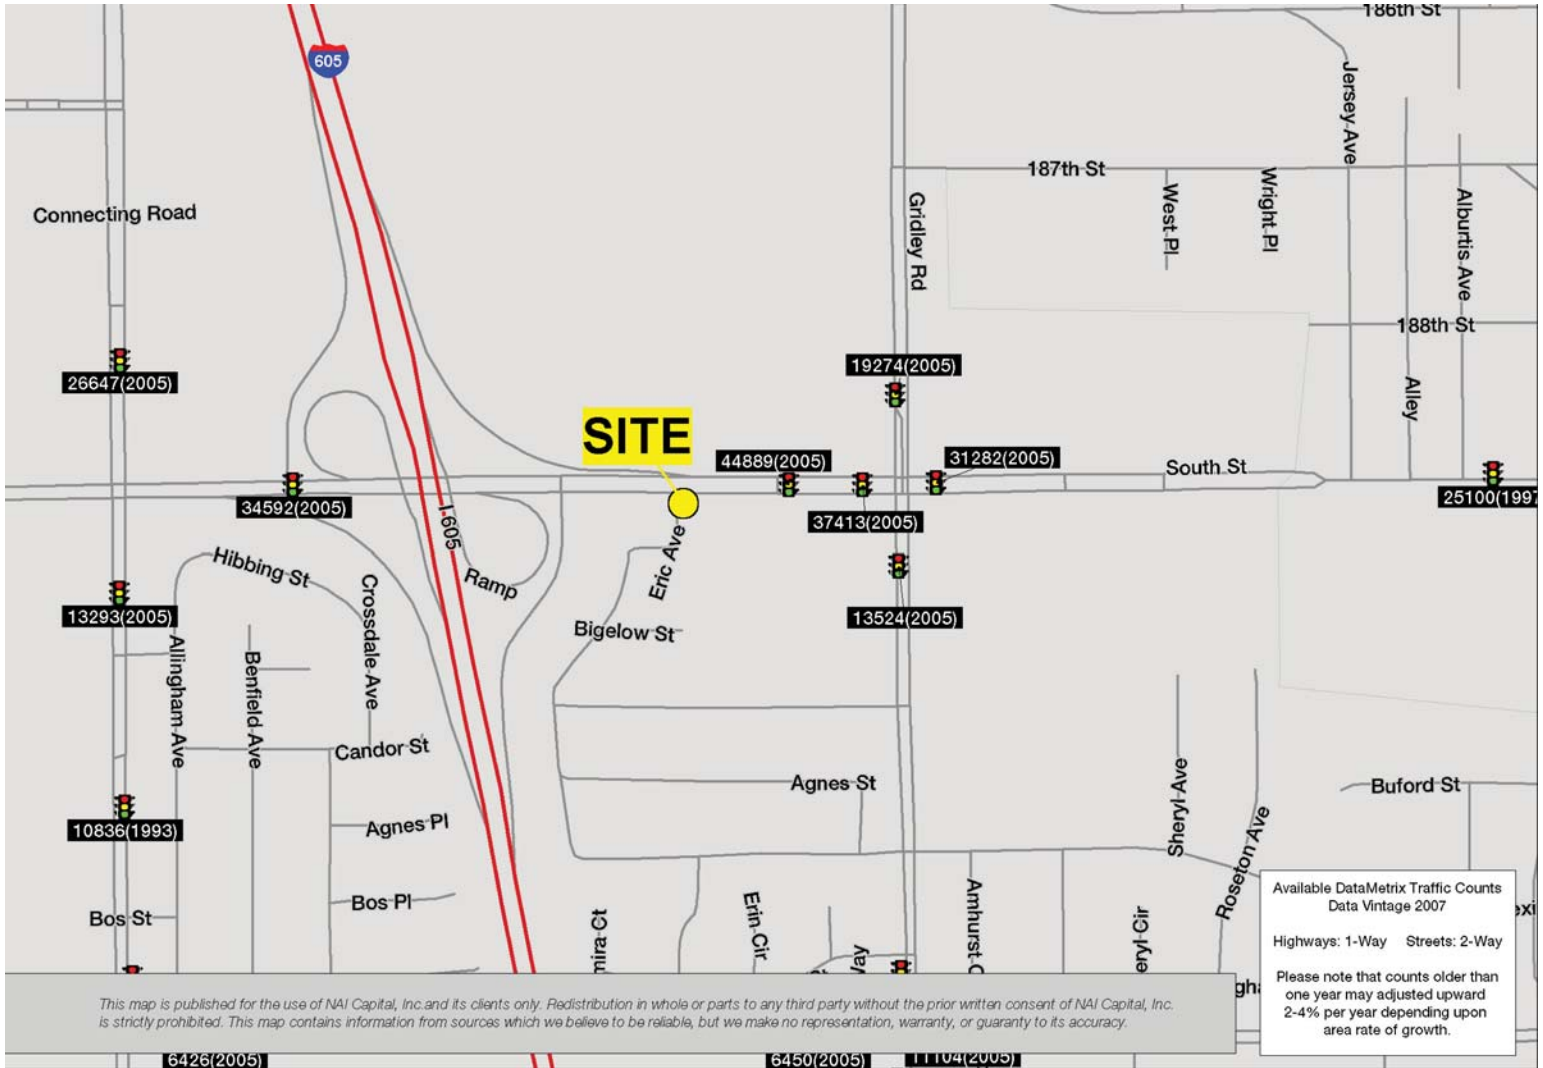 186th St
605
Jersey Ave
187th St
Connecting Road
West Pl
Wright Pl
Gridley Rd
Alburtis Ave
188th St
26647(2005)
19274(2005)
Alley
SITE
44889(2005)
31282(2005)
South St
34592(2005)
37413(2005)
25100(1997
I 605
Hibbing St
Ramp
Eric Ave
Crossdale Ave
13293(2005)
13524(2005)
Bigelow St
Allingham Ave
Benfield Ave
Candor St
Agnes St
Buford St
Sheryl Ave
10836(1993)
Agnes Pl
Roseton Ave
Bos Pl
Bos St
Erin Cir
Amhurst C
eryl Cir
Available DataMetrix Traffic Counts
Data Vintage 2007
Highways: 1-Way Streets: 2-Way
Please note that counts older than
one year may adjusted upward
2-4% per year depending upon
area rate of growth.
This map is published for the use of NAI Capital, Inc.and its clients only. Redistribution in whole or parts to any third party without the prior written consent of NAI Capital, Inc.
is strictly prohibited. This map contains information from sources which we believe to be reliable, but we make no representation, warranty, or guaranty to its accuracy.
6426(2005)
6450(2005)
11104(2005)